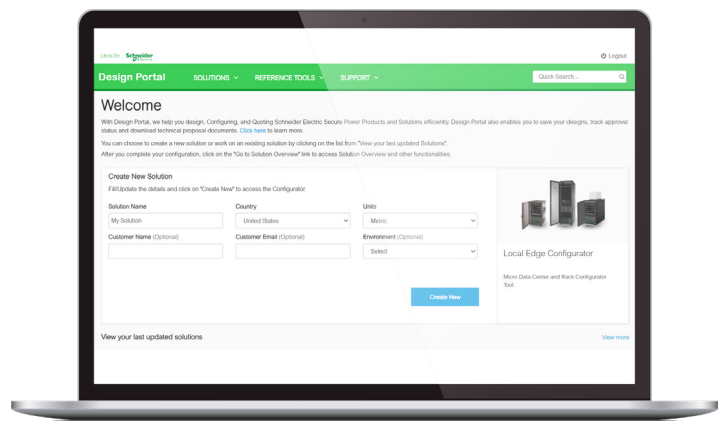 Life Is On Schneider Electric
Logout
Design Portal SOLUTIONS REFERENCE TOOLS SUPPORT Quick Search...
Welcome
With Design Portal, we help you design, Configuring, and Quoting Schneider Electric Secure Power Products and Solutions efficiently. Design Portal also enables you to save your designs, track approval
status and download technical proposal documents. Click here to learn more.
You can choose to create a new solution or work on an existing solution by clicking on the list from "View your last updated Solutions".
After you complete your configuration, click on the "Go to Solution Overview" link to access Solution Overview and other functionalities.
Create New Solution
Fill/Update the details and click on "Create New" to access the Configurator.
Solution Name Country Units
My Solution United States Metric
Customer Name (Optional) Customer Email (Optional) Environment (Optional)
Select
Create New
Local Edge Configurator
Micro Data Center and Rack Configurator
Tool.
View your last updated solutions
View more